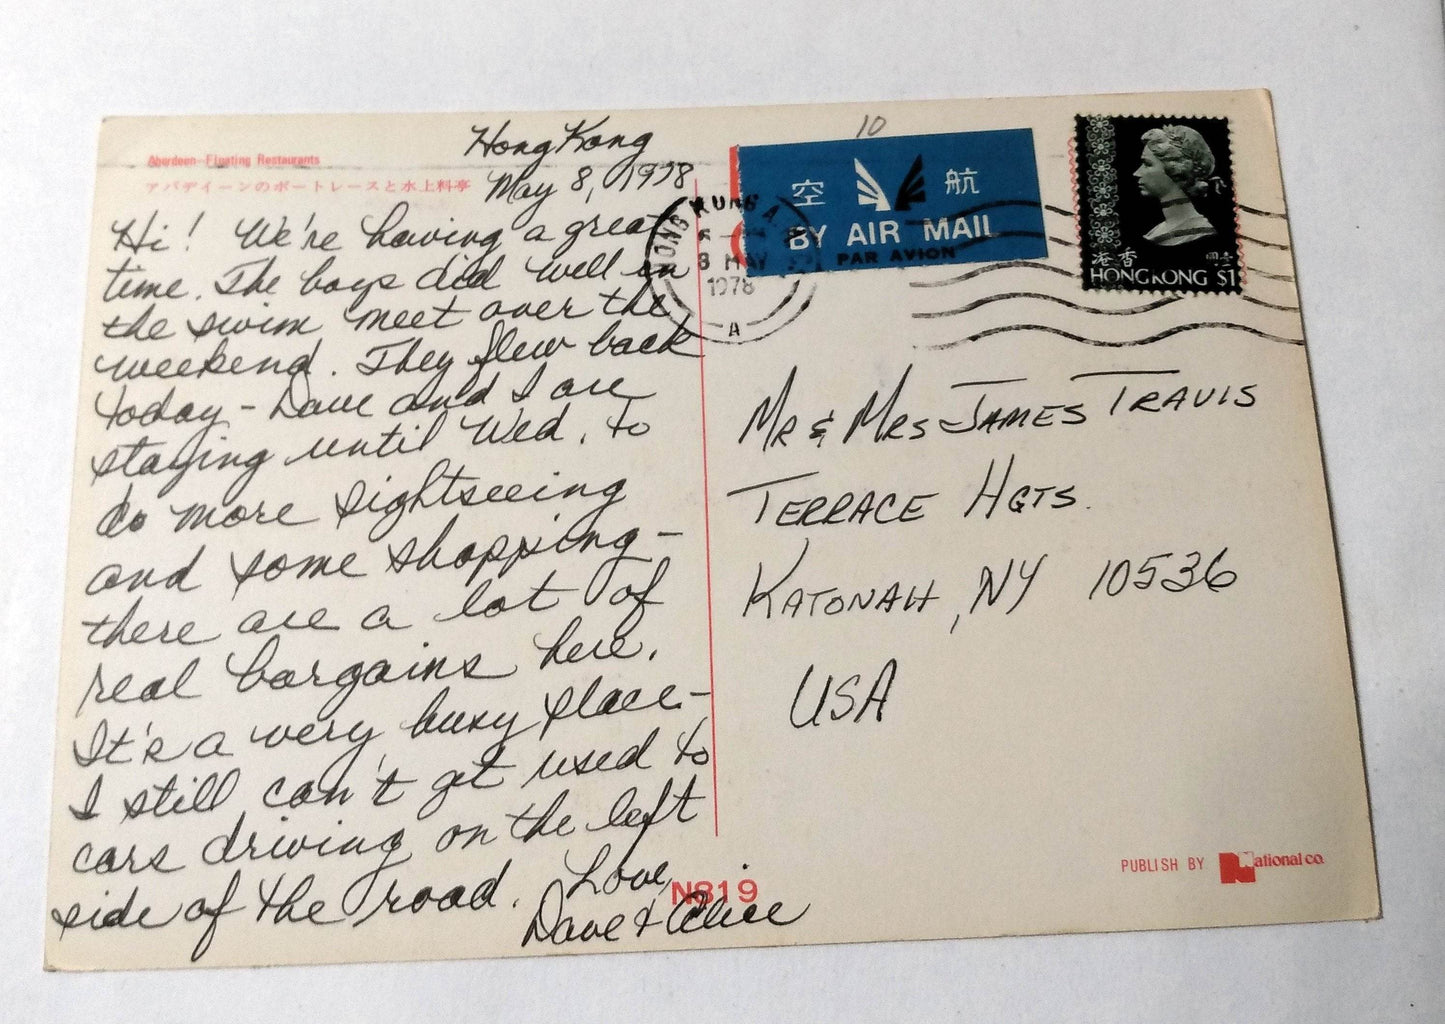 Aberdeen Floating Restaurants
アバディーンのボートレースと水上料亭
Hong Kong
May 8, 1978
Hi! We're having a great
time. The boys did well in
the swim meet over the
weekend. They flew back
today - Dave and I are
staying until Wed. to
do more sightseeing
and some shopping -
there are a lot of
real bargains here.
It's a very busy place -
I still can't get used to
cars driving on the left
side of the road. Love,
Dave & Alice
N819
10
空 航
BY AIR MAIL
PAR AVION
HONG KONG
8 MAY
1978
A
香港
HONG KONG $1
MR & MRS JAMES TRAVIS
TERRACE HGTS.
KATONAH, NY 10536
USA
PUBLISH BY National co.